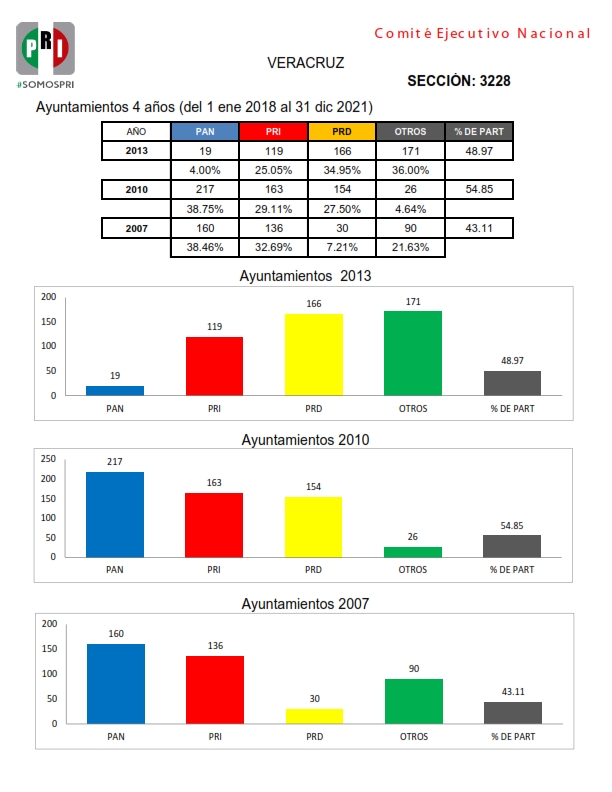 Comité Ejecutivo Nacional
PRI
#SOMOSPRI
VERACRUZ
SECCIÓN: 3228
Ayuntamientos 4 años (del 1 ene 2018 al 31 dic 2021)
AÑO PAN PRI PRD OTROS % DE PART
2013 19 119 166 171 48.97
4.00% 25.05% 34.95% 36.00%
2010 217 163 154 26 54.85
38.75% 29.11% 27.50% 4.64%
2007 160 136 30 90 43.11
38.46% 32.69% 7.21% 21.63%
Ayuntamientos 2013
200
150
100
50
0
19 119 166 171 48.97
PAN PRI PRD OTROS % DE PART
Ayuntamientos 2010
250
200
150
100
50
0
217 163 154 26 54.85
PAN PRI PRD OTROS % DE PART
Ayuntamientos 2007
200
150
100
50
0
160 136 30 90 43.11
PAN PRI PRD OTROS % DE PART